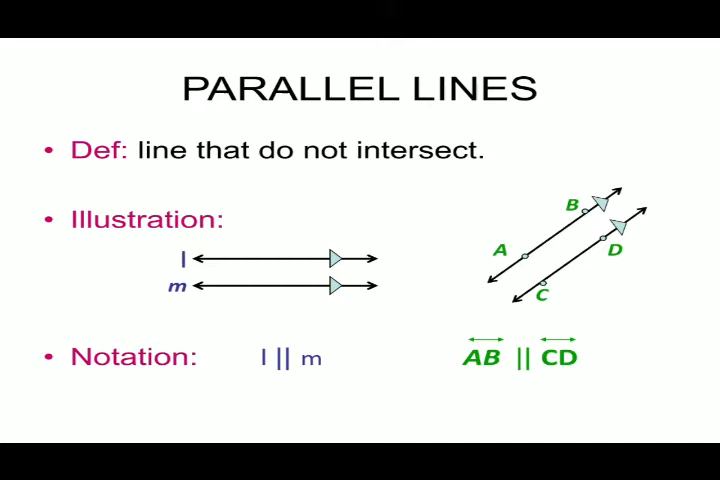 PARALLEL LINES
• Def: line that do not intersect.
• Illustration:
l
m
A
B
C
D
• Notation: l || m
AB || CD